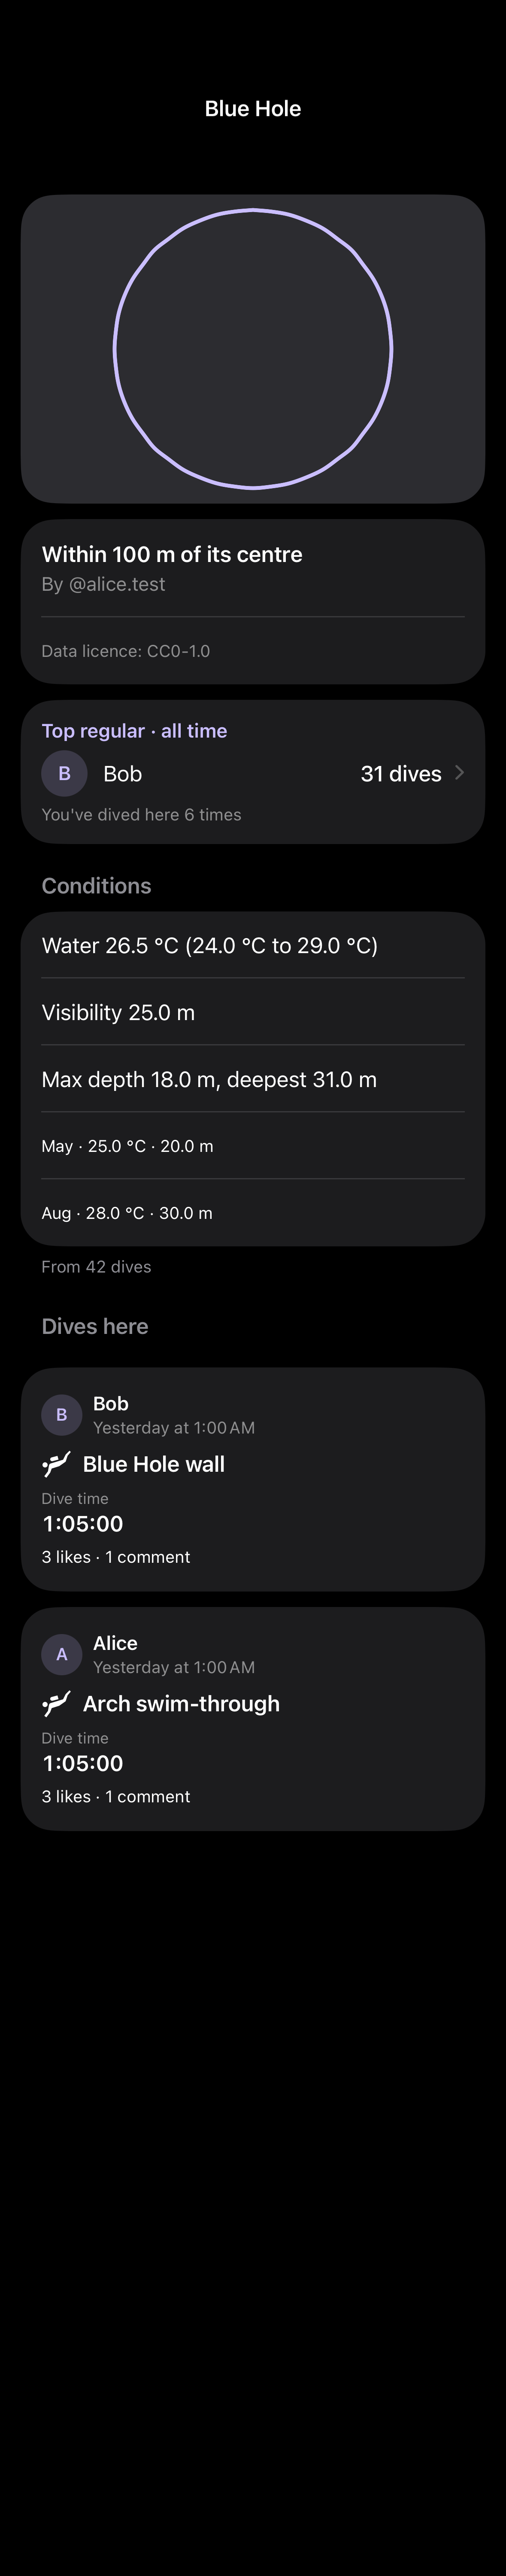 Blue Hole
Within 100 m of its centre
By @alice.test
Data licence: CC0-1.0
Top regular · all time
B
Bob
31 dives
You've dived here 6 times
Conditions
Water 26.5 °C (24.0 °C to 29.0 °C)
Visibility 25.0 m
Max depth 18.0 m, deepest 31.0 m
May · 25.0 °C · 20.0 m
Aug · 28.0 °C · 30.0 m
From 42 dives
Dives here
B
Bob
Yesterday at 1:00 AM
Blue Hole wall
Dive time
1:05:00
3 likes · 1 comment
A
Alice
Yesterday at 1:00 AM
Arch swim-through
Dive time
1:05:00
3 likes · 1 comment